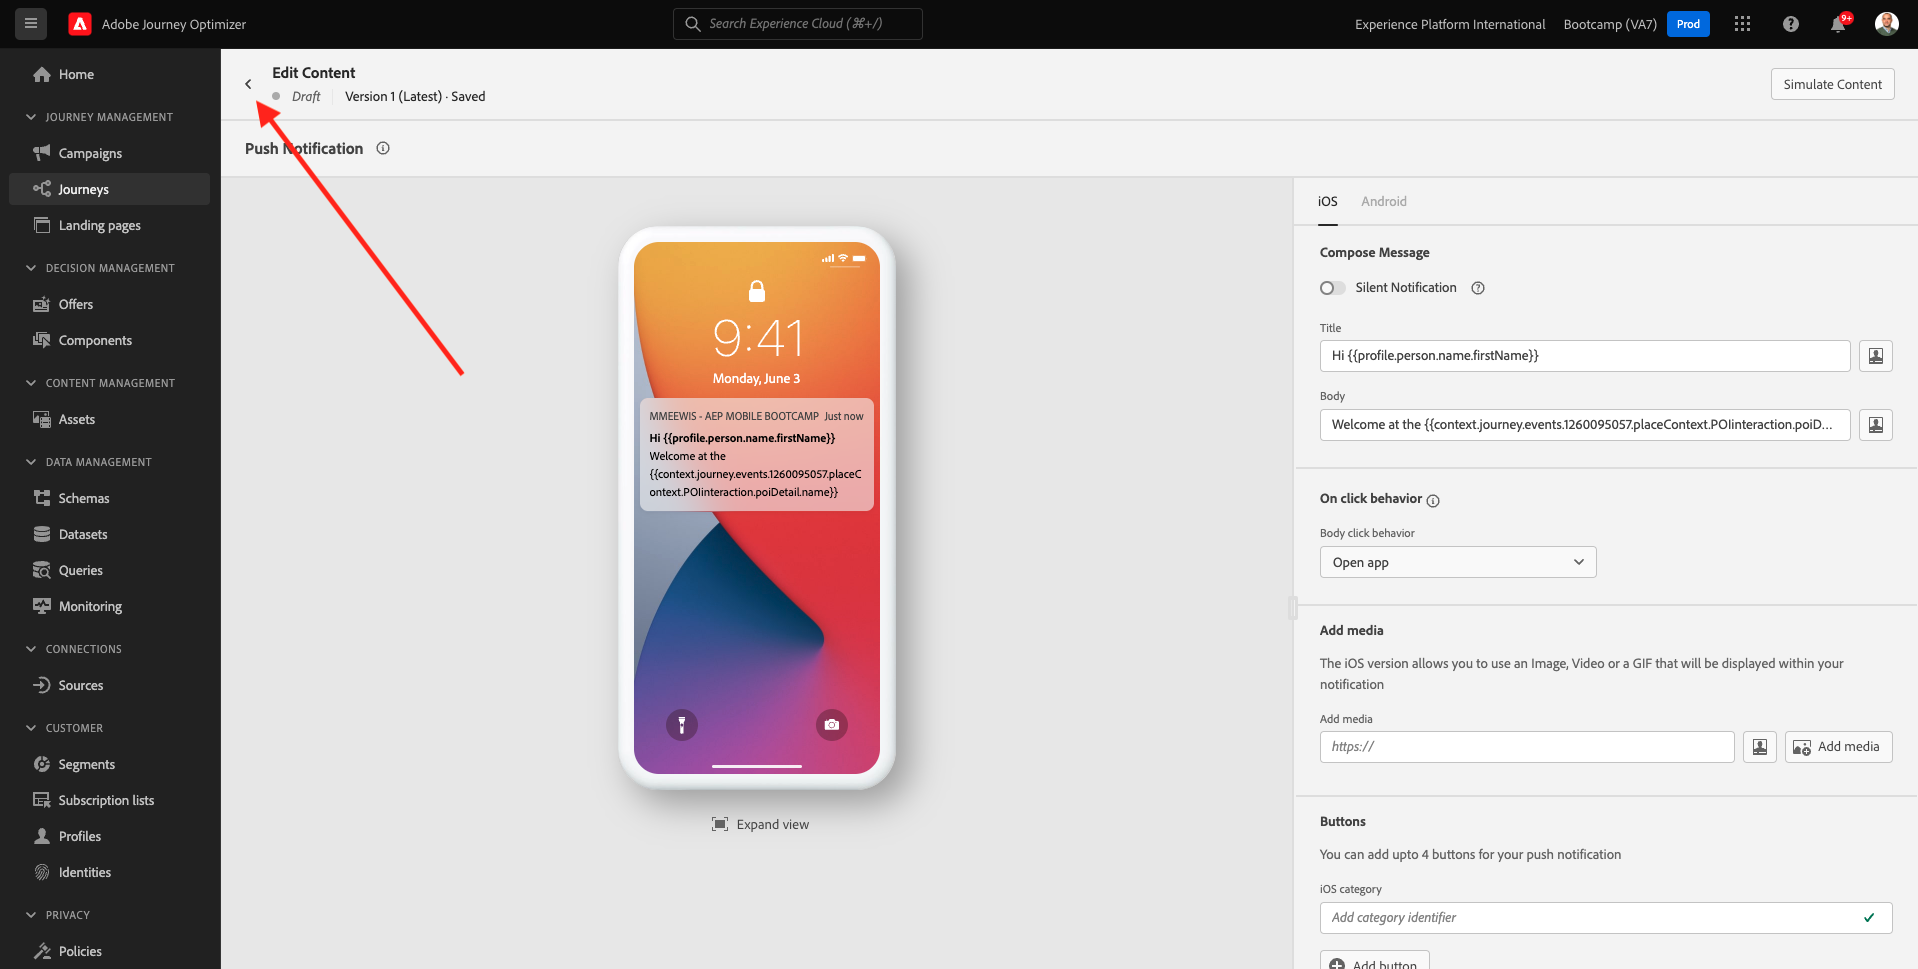 Adobe Journey Optimizer
Search Experience Cloud (⌘+/)
Experience Platform International
Bootcamp (VA7)
Prod
9+
Home
JOURNEY MANAGEMENT
Campaigns
Journeys
Landing pages
DECISION MANAGEMENT
Offers
Components
CONTENT MANAGEMENT
Assets
DATA MANAGEMENT
Schemas
Datasets
Queries
Monitoring
CONNECTIONS
Sources
CUSTOMER
Segments
Subscription lists
Profiles
Identities
PRIVACY
Policies
Edit Content
Draft
Version 1 (Latest) · Saved
Simulate Content
Push Notification
9:41
Monday, June 3
MMEEWIS - AEP MOBILE BOOTCAMP Just now
Hi {{profile.person.name.firstName}}
Welcome at the
{{context.journey.events.1260095057.placeC
ontext.POIinteraction.poiDetail.name}}
Expand view
iOS
Android
Compose Message
Silent Notification
Title
Hi {{profile.person.name.firstName}}
Body
Welcome at the {{context.journey.events.1260095057.placeContext.POIinteraction.poiD...
On click behavior
Body click behavior
Open app
Add media
The iOS version allows you to use an Image, Video or a GIF that will be displayed within your
notification
Add media
https://
Add media
Buttons
You can add upto 4 buttons for your push notification
iOS category
Add category identifier
Add button